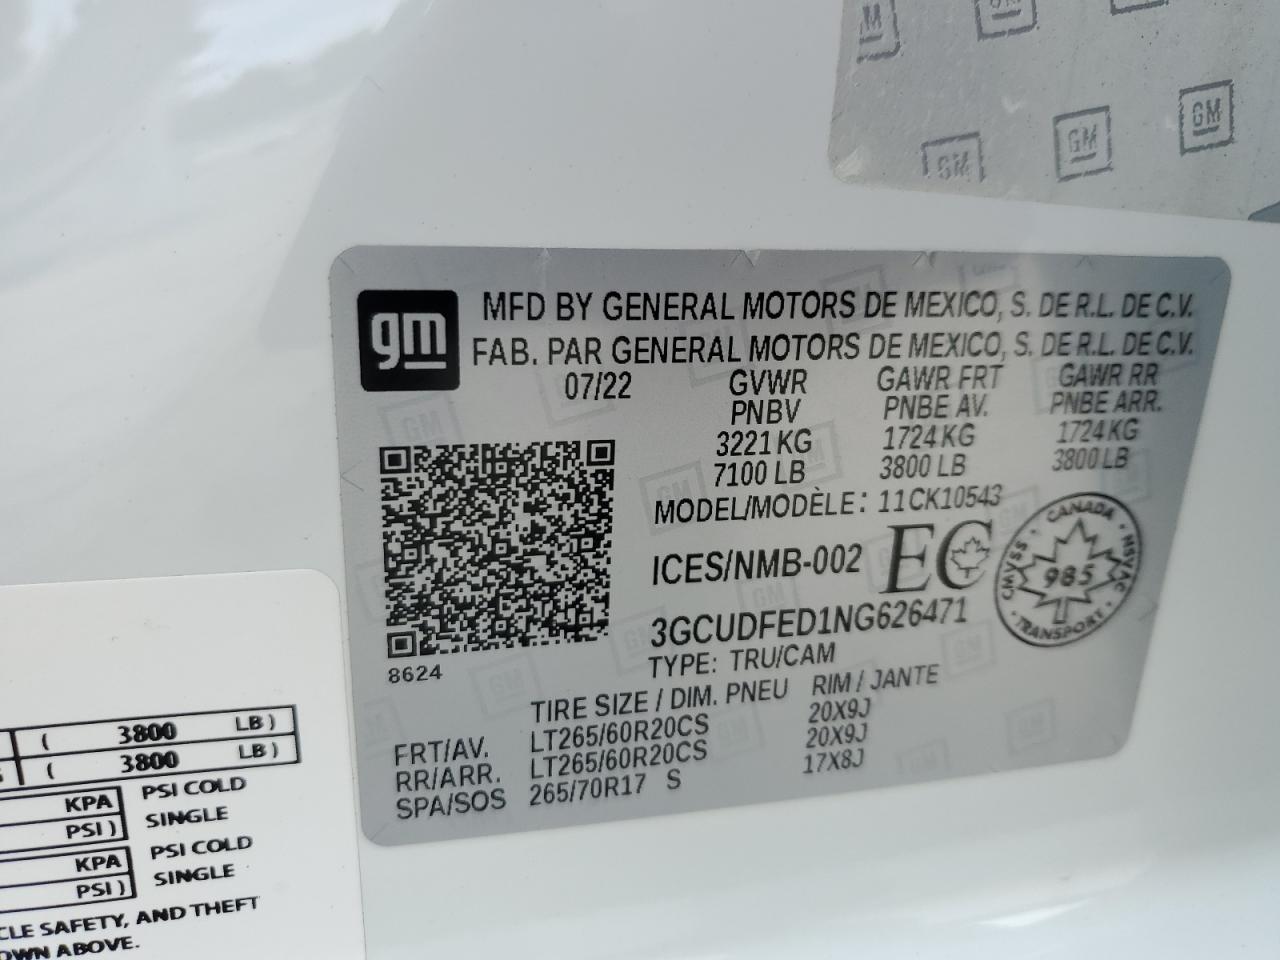 GM
GM
GM
GM
gm
MFD BY GENERAL MOTORS DE MEXICO, S. DE R.L. DE C.V.
FAB. PAR GENERAL MOTORS DE MEXICO, S. DE R.L. DE C.V.
07/22 GVWR GAWR FRT GAWR RR
PNBV PNBE AV. PNBE ARR.
3221 KG 1724 KG 1724 KG
7100 LB 3800 LB 3800 LB
MODEL/MODÈLE: 11CK10543
ICES/NMB-002 EC
CANADA · NSVAC · TRANSPORT · CMVSS ·
985
3GCUDFED1NG626471
TYPE: TRU/CAM
8624
TIRE SIZE / DIM. PNEU RIM / JANTE
FRT/AV. LT265/60R20CS 20X9J
RR/ARR. LT265/60R20CS 20X9J
SPA/SOS 265/70R17 S 17X8J
( 3800 LB )
( 3800 LB )
KPA PSI COLD
PSI ) SINGLE
KPA PSI COLD
PSI ) SINGLE
CLE SAFETY, AND THEFT
OWN ABOVE.